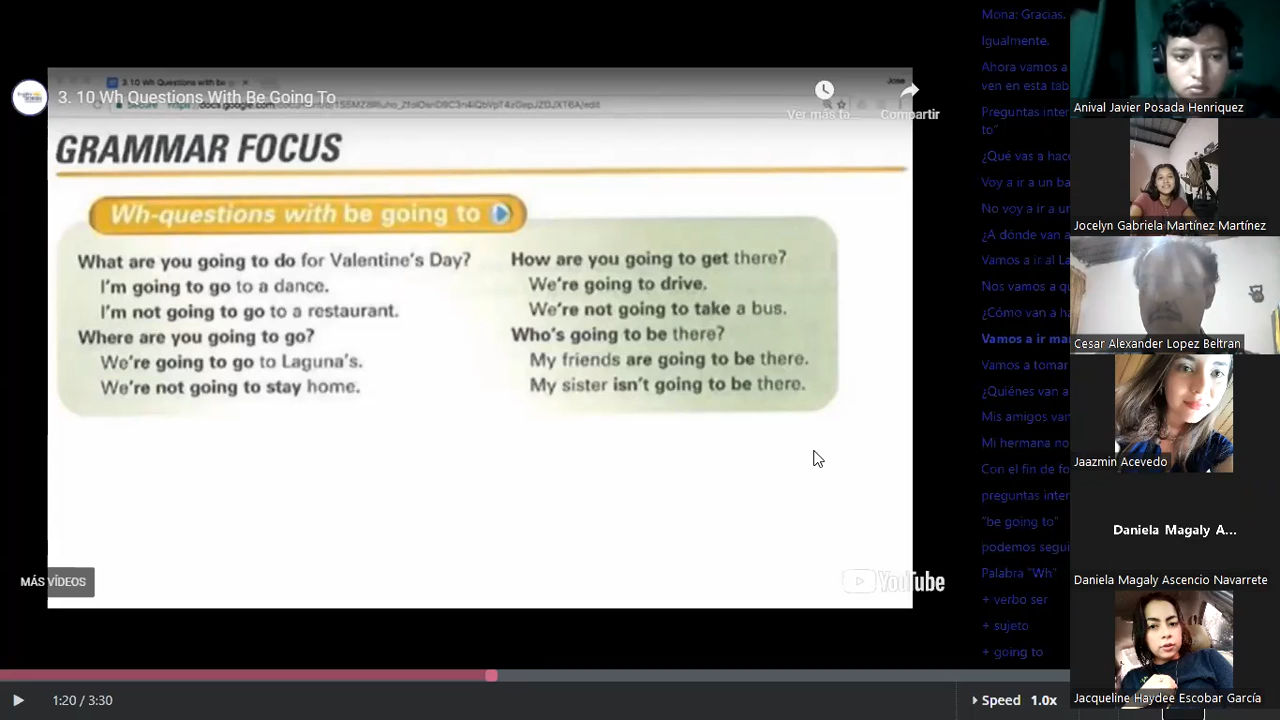 3. 10 Wh Questions With Be Going To
Ver más ta...
Compartir
GRAMMAR FOCUS
Wh-questions with be going to
What are you going to do for Valentine's Day?
I'm going to go to a dance.
I'm not going to go to a restaurant.
Where are you going to go?
We're going to go to Laguna's.
We're not going to stay home.
How are you going to get there?
We're going to drive.
We're not going to take a bus.
Who's going to be there?
My friends are going to be there.
My sister isn't going to be there.
MÁS VÍDEOS
YouTube
1:20 / 3:30
Speed 1.0x
Mona: Gracias.
Igualmente.
Ahora vamos a
ven en esta tab
Preguntas inter
to"
¿Qué vas a hace
Voy a ir a un ba
No voy a ir a un
¿A dónde van a
Vamos a ir al La
Nos vamos a qu
¿Cómo van a ha
Vamos a ir ma
Vamos a tomar
¿Quiénes van a
Mis amigos van
Mi hermana no
Con el fin de fo
preguntas inter
"be going to"
podemos segui
Palabra "Wh"
+ verbo ser
+ sujeto
+ going to
Anival Javier Posada Henriquez
Jocelyn Gabriela Martínez Martínez
Cesar Alexander Lopez Beltran
Jaazmin Acevedo
Daniela Magaly A...
Daniela Magaly Ascencio Navarrete
Jacqueline Haydee Escobar García